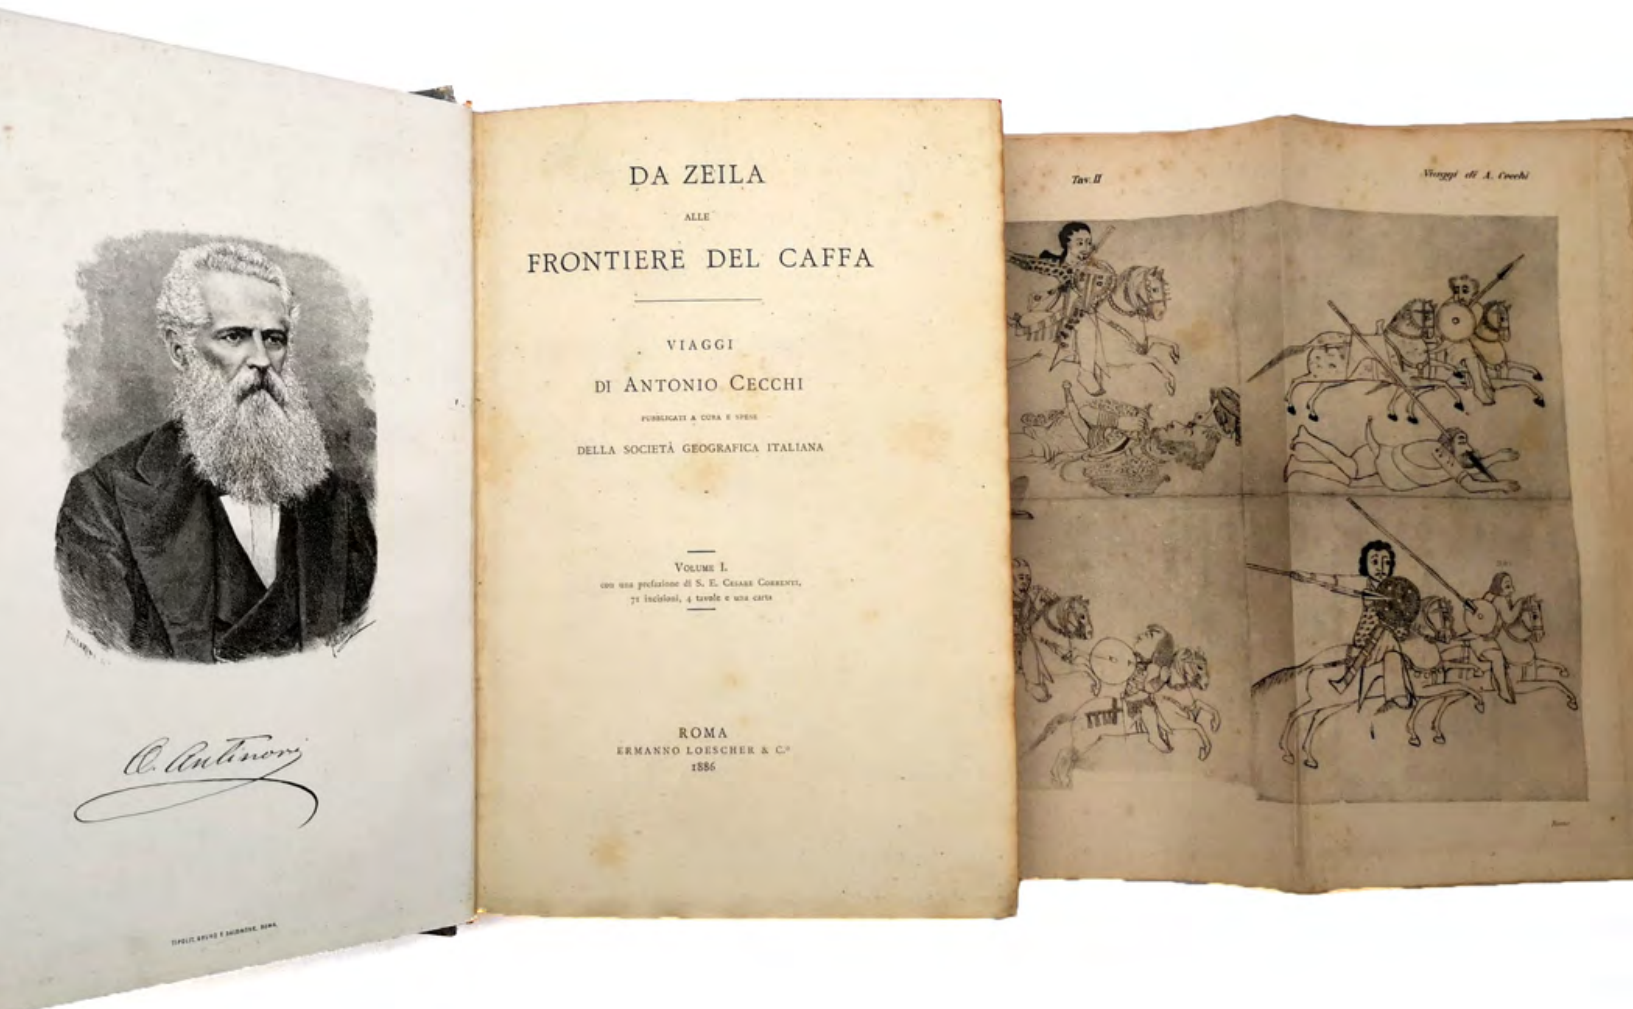 O. Antinori
DA ZEILA
ALLE
FRONTIERE DEL CAFFA
VIAGGI
DI ANTONIO CECCHI
PUBBLICATI A CURA E SPESE
DELLA SOCIETÀ GEOGRAFICA ITALIANA
VOLUME I.
con una prefazione di S. E. CESARE CORRENTI,
71 incisioni, 4 tavole e una carta
ROMA
ERMANNO LOESCHER & C.º
1886
Tav. II
Viaggi di A. Cecchi